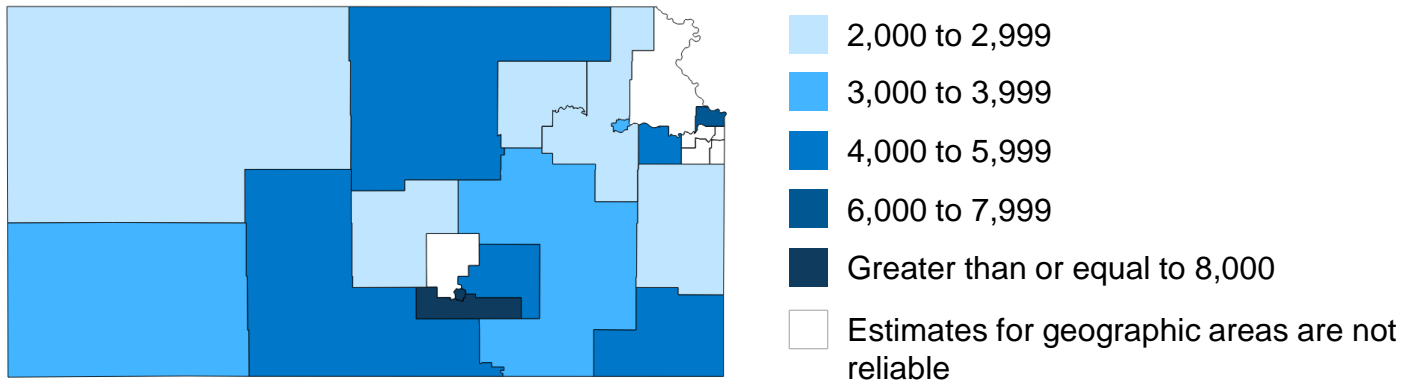 2,000 to 2,999
3,000 to 3,999
4,000 to 5,999
6,000 to 7,999
Greater than or equal to 8,000
Estimates for geographic areas are not
reliable